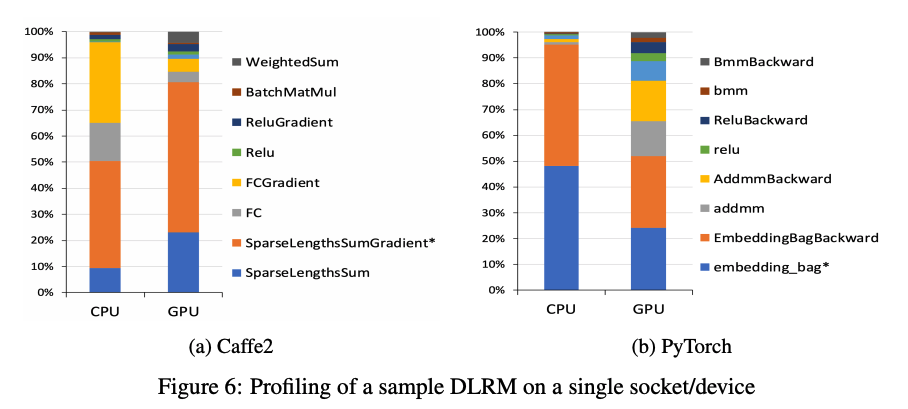 100%
90%
80%
70%
60%
50%
40%
30%
20%
10%
0%
CPU GPU
WeightedSum
BatchMatMul
ReluGradient
Relu
FCGradient
FC
SparseLengthsSumGradient*
SparseLengthsSum
(a) Caffe2
100%
90%
80%
70%
60%
50%
40%
30%
20%
10%
0%
CPU GPU
BmmBackward
bmm
ReluBackward
relu
AddmmBackward
addmm
EmbeddingBagBackward
embedding_bag*
(b) PyTorch
Figure 6: Profiling of a sample DLRM on a single socket/device